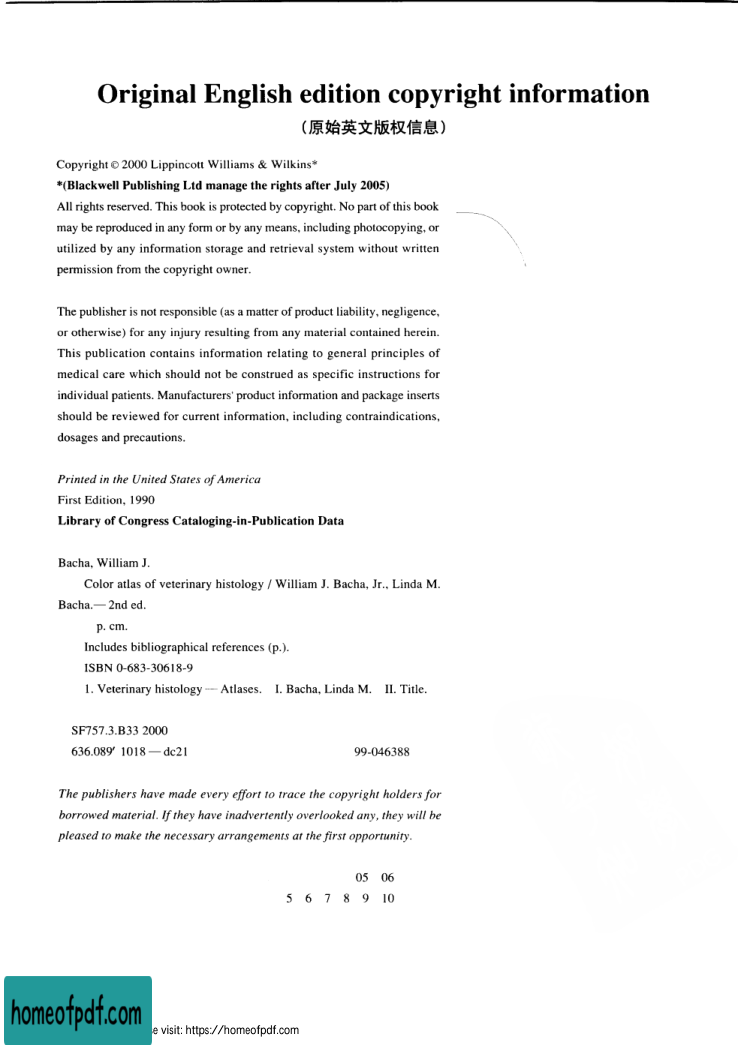 Original English edition copyright information
（原始英文版权信息）
Copyright © 2000 Lippincott Williams & Wilkins*
*(Blackwell Publishing Ltd manage the rights after July 2005)
All rights reserved. This book is protected by copyright. No part of this book
may be reproduced in any form or by any means, including photocopying, or
utilized by any information storage and retrieval system without written
permission from the copyright owner.
The publisher is not responsible (as a matter of product liability, negligence,
or otherwise) for any injury resulting from any material contained herein.
This publication contains information relating to general principles of
medical care which should not be construed as specific instructions for
individual patients. Manufacturers' product information and package inserts
should be reviewed for current information, including contraindications,
dosages and precautions.
Printed in the United States of America
First Edition, 1990
Library of Congress Cataloging-in-Publication Data
Bacha, William J.
Color atlas of veterinary histology / William J. Bacha, Jr., Linda M.
Bacha.— 2nd ed.
p. cm.
Includes bibliographical references (p.).
ISBN 0-683-30618-9
1. Veterinary histology — Atlases. I. Bacha, Linda M. II. Title.
SF757.3.B33 2000
636.089′ 1018 — dc21 99-046388
The publishers have made every effort to trace the copyright holders for
borrowed material. If they have inadvertently overlooked any, they will be
pleased to make the necessary arrangements at the first opportunity.
05 06
5 6 7 8 9 10
homeofpdf.com
e visit: https://homeofpdf.com